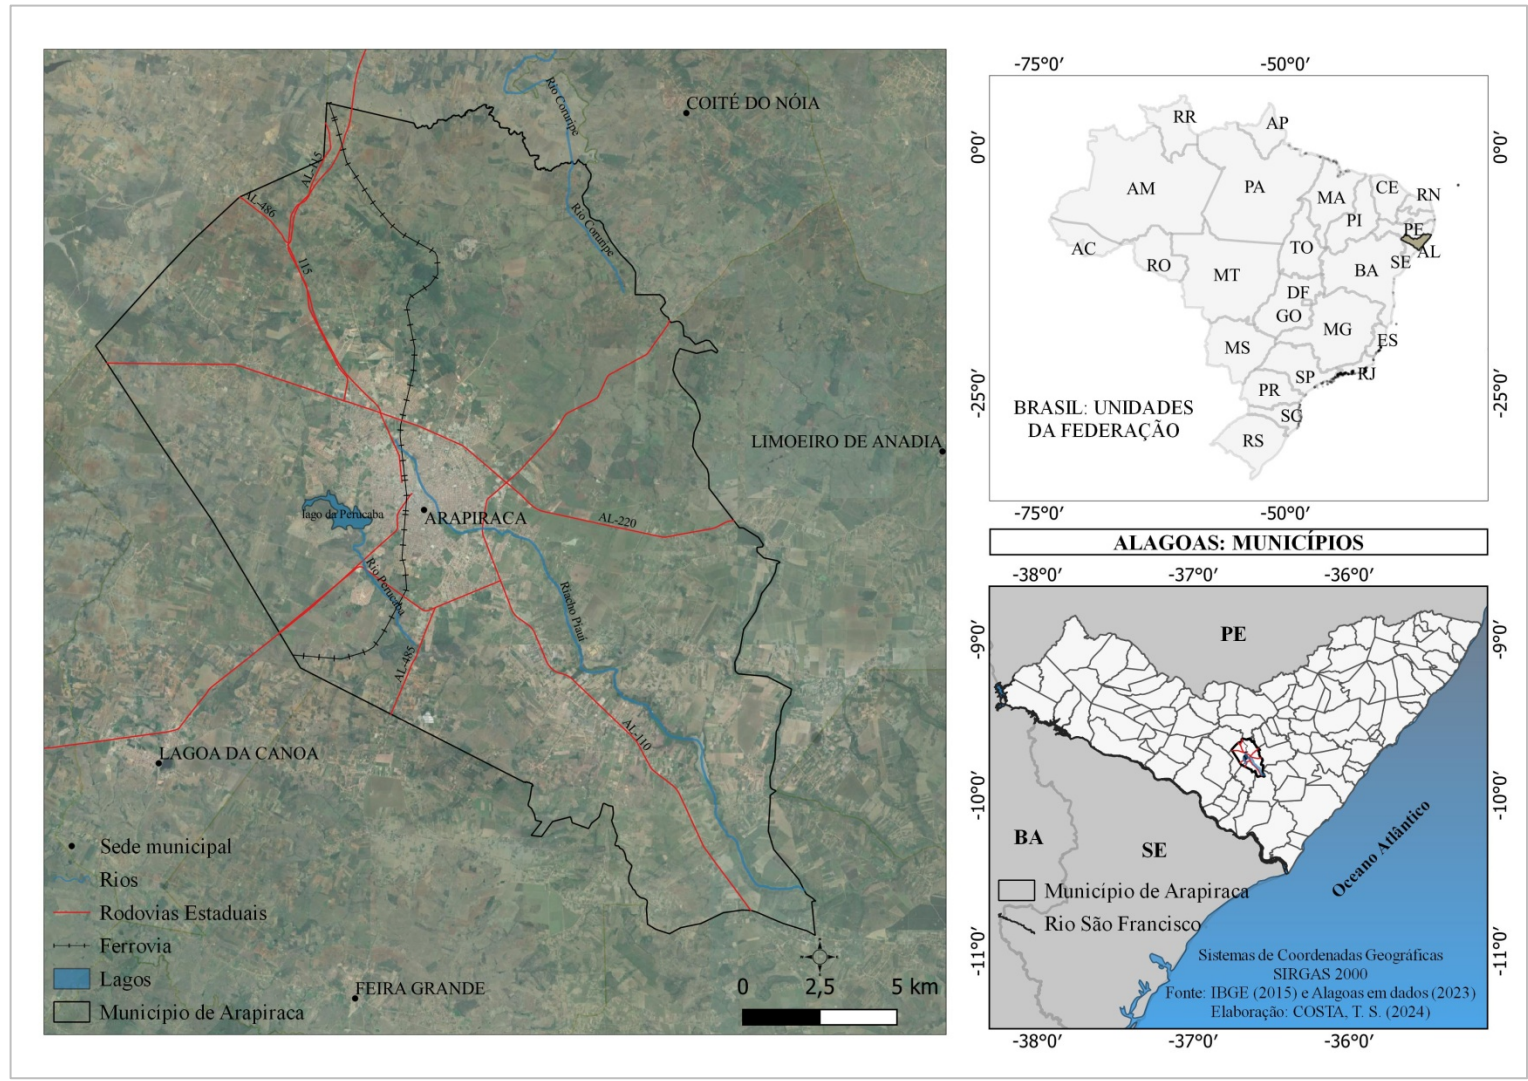 COITÉ DO NÓIA
Rio Coruripe
AL-115
AL-486
Rio Coruripe
115
LIMOEIRO DE ANADIA
lago da Perucaba
ARAPIRACA
AL-220
Rio Perucaba
Riacho Piauí
AL-485
AL-110
LAGOA DA CANOA
Sede municipal
Rios
Rodovias Estaduais
Ferrovia
Lagos
Município de Arapiraca
FEIRA GRANDE
0 2,5 5 km
-75°0' -50°0'
0°0' 0°0'
RR AP
AM PA MA CE RN
PI PE
AC TO AL
RO MT BA SE
DF
GO MG
MS ES
SP RJ
PR
SC
RS
-25°0' -25°0'
BRASIL: UNIDADES
DA FEDERAÇÃO
-75°0' -50°0'
ALAGOAS: MUNICÍPIOS
-38°0' -37°0' -36°0'
-9°0' -9°0'
PE
-10°0' -10°0'
BA SE
Oceano Atlântico
Município de Arapiraca
Rio São Francisco
-11°0' -11°0'
Sistemas de Coordenadas Geográficas
SIRGAS 2000
Fonte: IBGE (2015) e Alagoas em dados (2023)
Elaboração: COSTA, T. S. (2024)
-38°0' -37°0' -36°0'